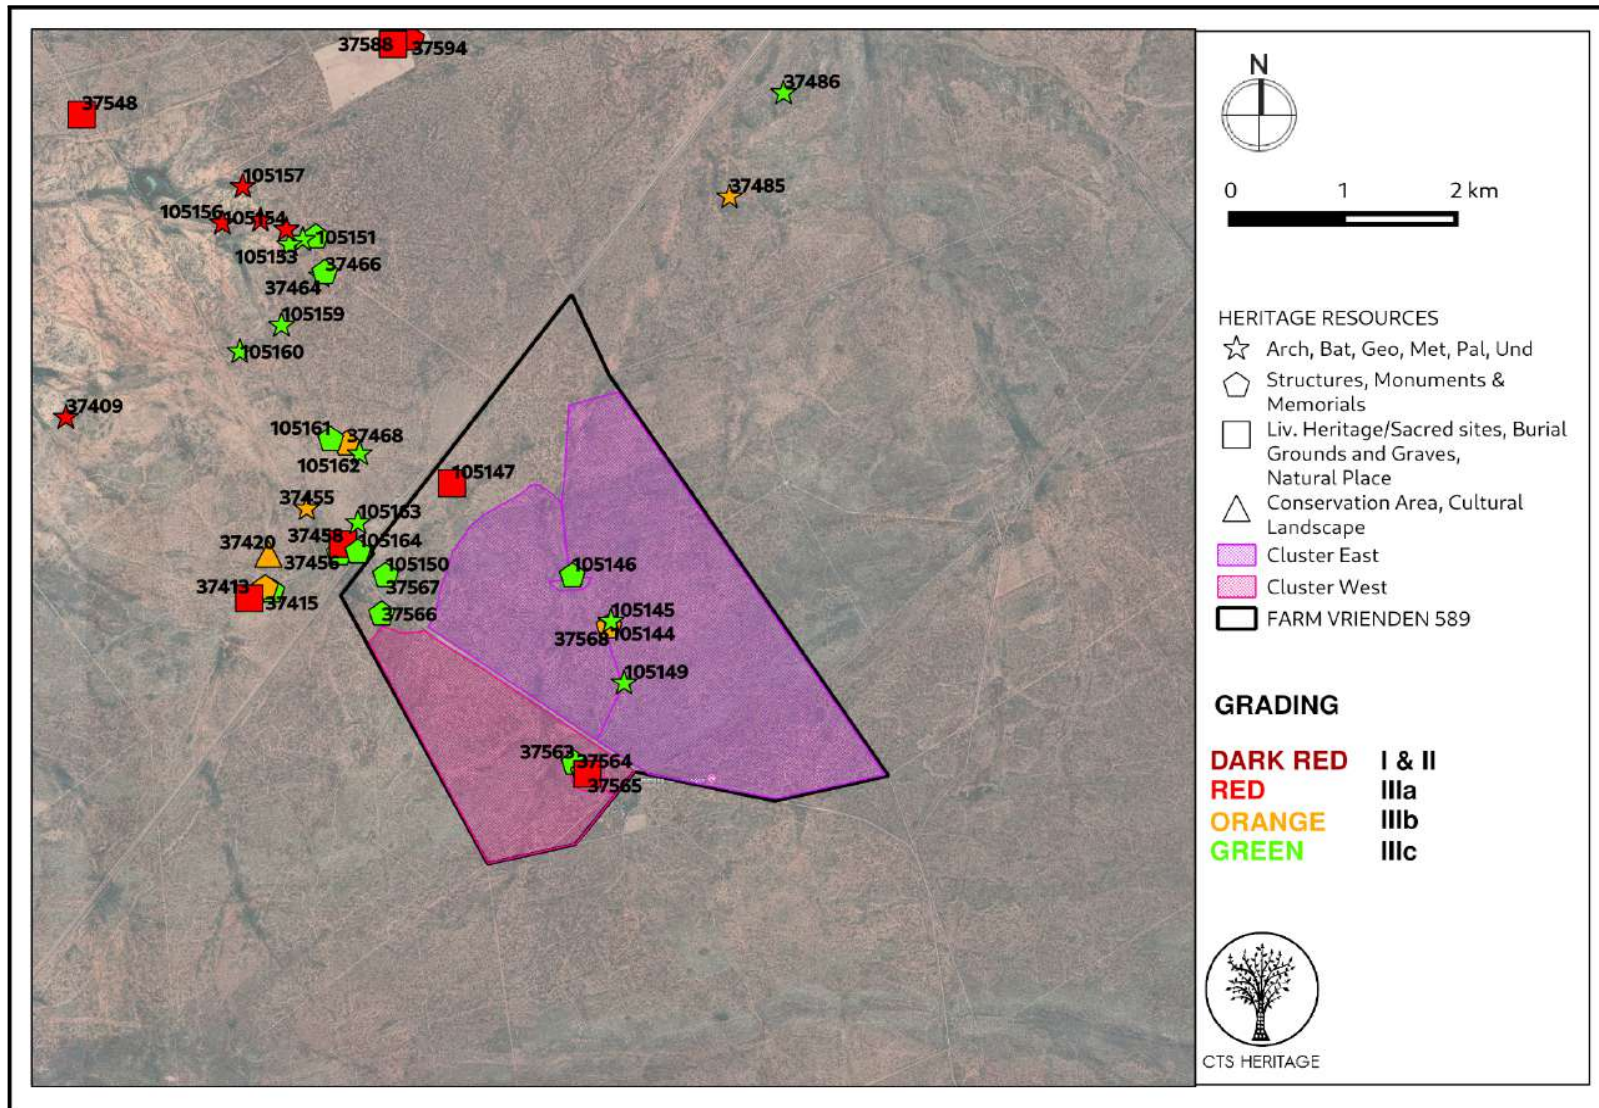 37588
37594
37486
37548
37485
105157
105156
105154
105151
105153
37466
37464
105159
105160
37409
105161
37468
105162
105147
37455
105163
37458
105164
37420
37456
105150
105146
37413
37567
37415
37566
105145
37568
105144
105149
37563
37564
37565
N
0 1 2 km
HERITAGE RESOURCES
Arch, Bat, Geo, Met, Pal, Und
Structures, Monuments &
Memorials
Liv. Heritage/Sacred sites, Burial
Grounds and Graves,
Natural Place
Conservation Area, Cultural
Landscape
Cluster East
Cluster West
FARM VRIENDEN 589
GRADING
DARK RED I & II
RED IIIa
ORANGE IIIb
GREEN IIIc
CTS HERITAGE